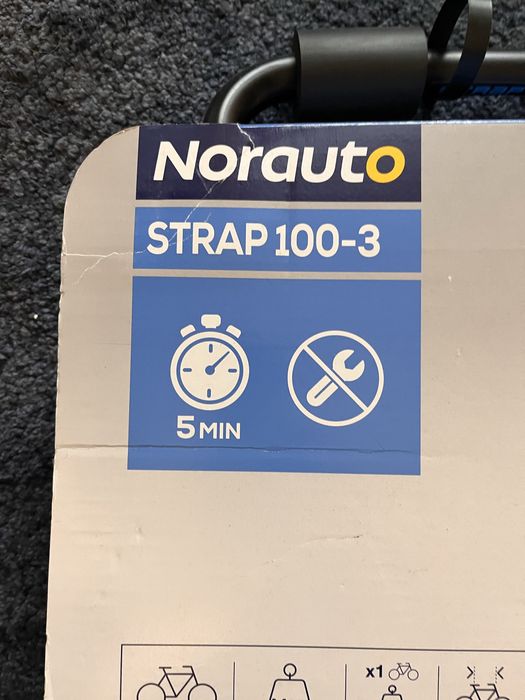 Norauto
STRAP 100-3
5 MIN
x1